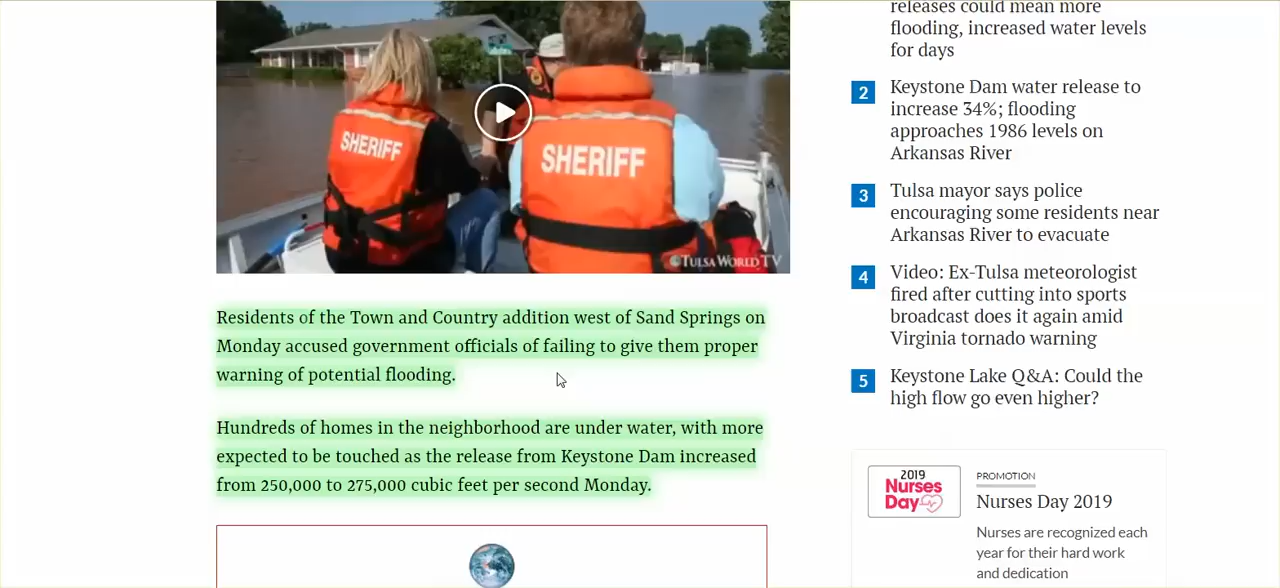 SHERIFF
SHERIFF
©TULSA WORLD TV
Residents of the Town and Country addition west of Sand Springs on
Monday accused government officials of failing to give them proper
warning of potential flooding.
Hundreds of homes in the neighborhood are under water, with more
expected to be touched as the release from Keystone Dam increased
from 250,000 to 275,000 cubic feet per second Monday.
releases could mean more
flooding, increased water levels
for days
2
Keystone Dam water release to
increase 34%; flooding
approaches 1986 levels on
Arkansas River
3
Tulsa mayor says police
encouraging some residents near
Arkansas River to evacuate
4
Video: Ex-Tulsa meteorologist
fired after cutting into sports
broadcast does it again amid
Virginia tornado warning
5
Keystone Lake Q&A: Could the
high flow go even higher?
2019
Nurses
Day
PROMOTION
Nurses Day 2019
Nurses are recognized each
year for their hard work
and dedication